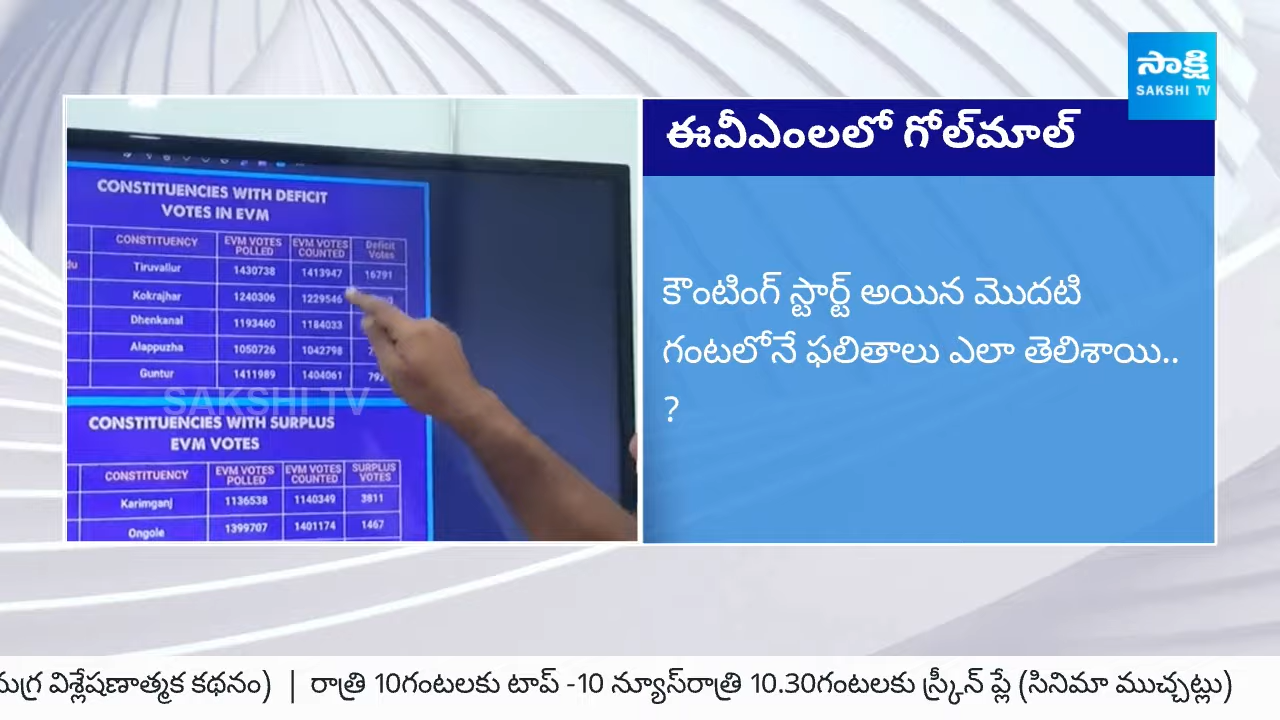 సాక్షి
SAKSHI TV
ఈవీఎంలలో గోల్‌మాల్
కౌంటింగ్ స్టార్ట్ అయిన మొదటి
గంటలోనే ఫలితాలు ఎలా తెలిశాయి..
?
CONSTITUENCIES WITH DEFICIT
VOTES IN EVM
CONSTITUENCY EVM VOTES POLLED EVM VOTES COUNTED Deficit Votes
Tiruvallur 1430738 1413947 16791
Kokrajhar 1240306 1229546
Dhenkanal 1193460 1184033
Alappuzha 1050726 1042798
Guntur 1411989 1404061
SAKSHI TV
CONSTITUENCIES WITH SURPLUS
EVM VOTES
CONSTITUENCY EVM VOTES POLLED EVM VOTES COUNTED SURPLUS VOTES
Karimganj 1136538 1140349 3811
Ongole 1399707 1401174 1467
విశ్లేషణాత్మక కథనం) | రాత్రి 10గంటలకు టాప్ -10 న్యూస్‌రాత్రి 10.30గంటలకు స్క్రీన్ ప్లే (సినిమా ముచ్చట్లు)